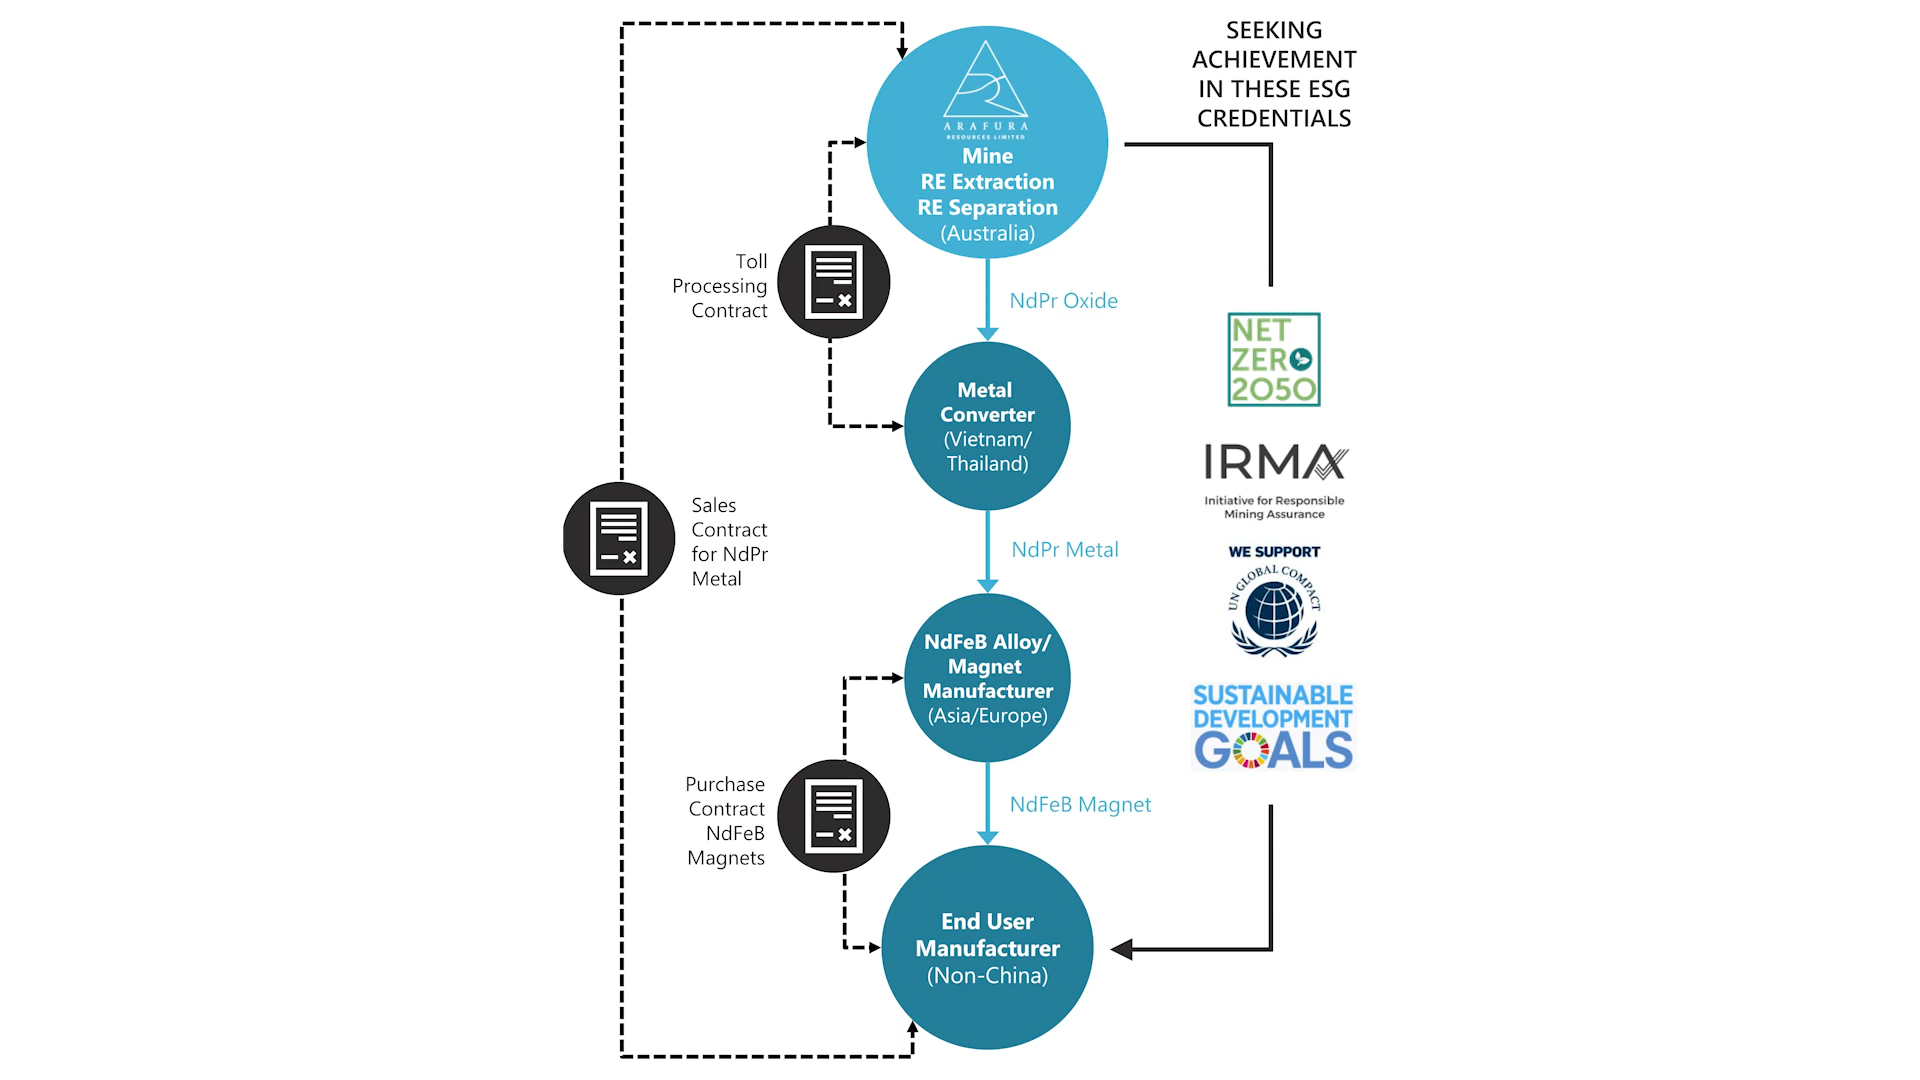 SEEKING
ACHIEVEMENT
IN THESE ESG
CREDENTIALS
ARAFURA
RESOURCES LIMITED
Mine
RE Extraction
RE Separation
(Australia)
Toll
Processing
Contract
NdPr Oxide
NET
ZERO
2050
Metal
Converter
(Vietnam/
Thailand)
IRMA
Initiative for Responsible
Mining Assurance
Sales
Contract
for NdPr
Metal
NdPr Metal
WE SUPPORT
UN GLOBAL COMPACT
NdFeB Alloy/
Magnet
Manufacturer
(Asia/Europe)
SUSTAINABLE
DEVELOPMENT
GOALS
Purchase
Contract
NdFeB
Magnets
NdFeB Magnet
End User
Manufacturer
(Non-China)